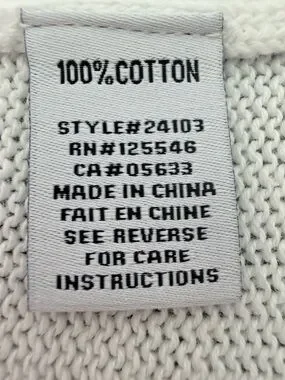 100%COTTON
STYLE#24103
RN#125546
CA#05633
MADE IN CHINA
FAIT EN CHINE
SEE REVERSE
FOR CARE
INSTRUCTIONS